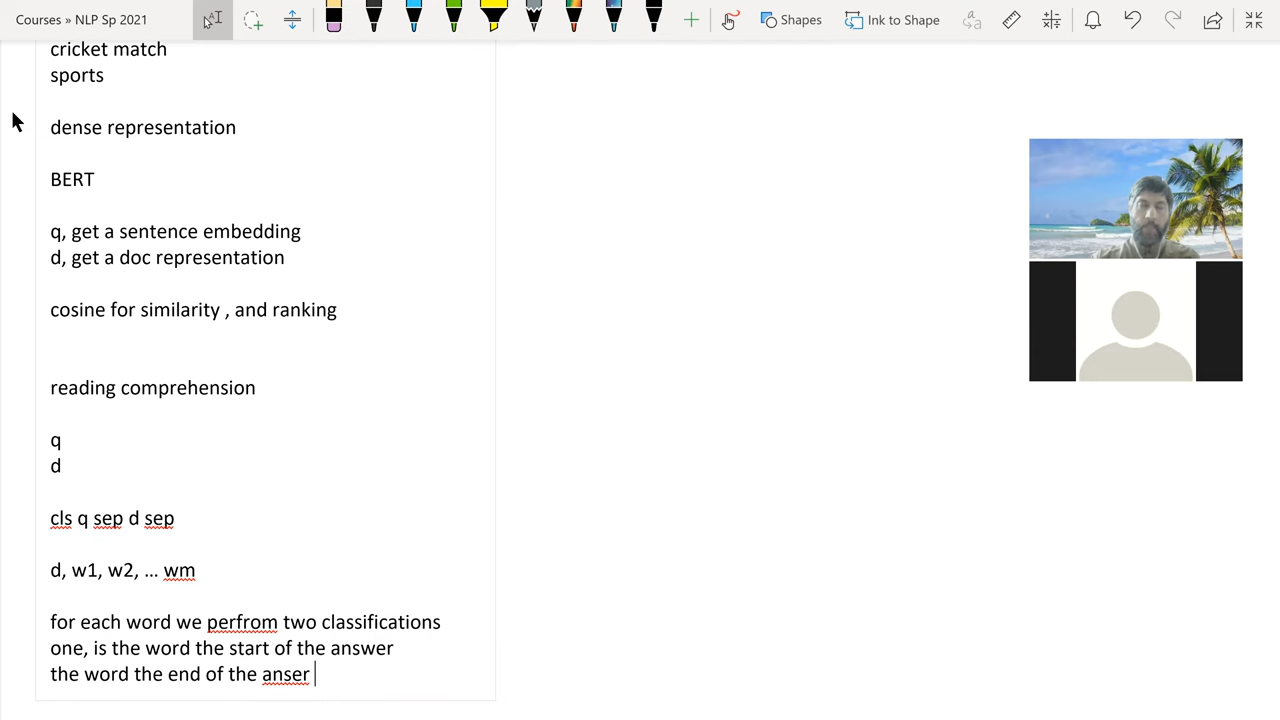 Courses » NLP Sp 2021
Shapes
Ink to Shape
cricket match
sports
dense representation
BERT
q, get a sentence embedding
d, get a doc representation
cosine for similarity , and ranking
reading comprehension
q
d
cls q sep d sep
d, w1, w2, ... wm
for each word we perfrom two classifications
one, is the word the start of the answer
the word the end of the anser